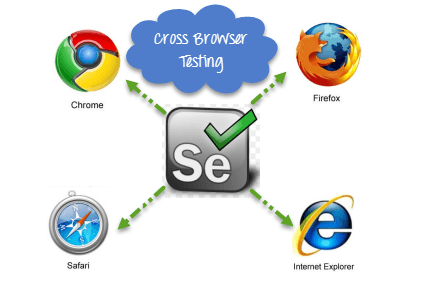 Cross Browser
Testing
Chrome
Firefox
Se
Safari
Internet Explorer